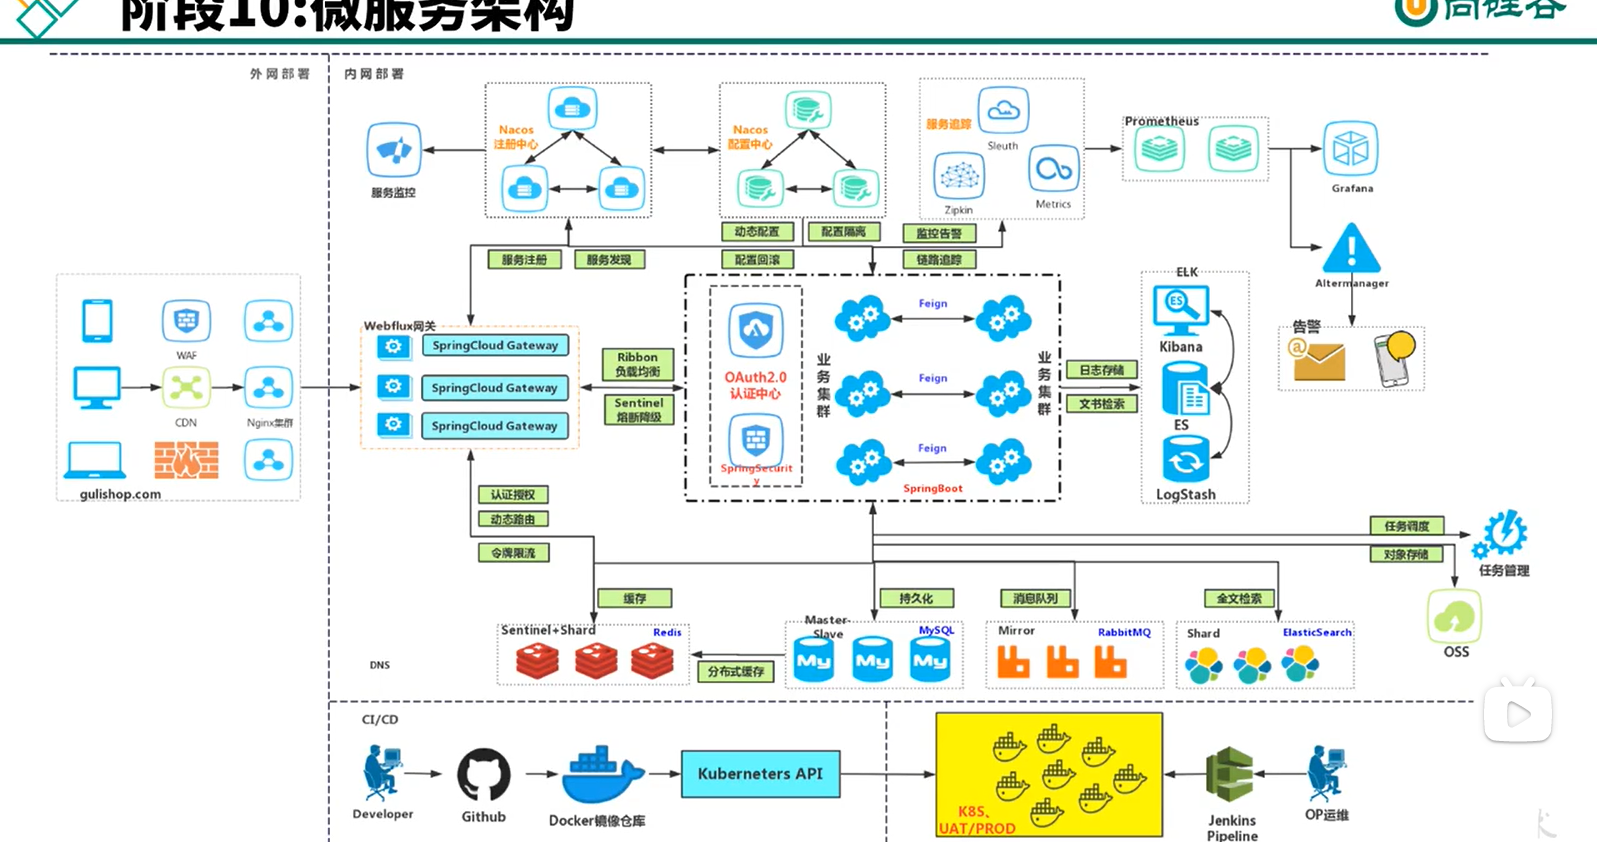 阶段10:微服务架构
尚硅谷
外网部署
内网部署
服务监控
Nacos
注册中心
Nacos
配置中心
服务追踪
Sleuth
Zipkin
Metrics
Prometheus
Grafana
Altermanager
告警
服务注册
服务发现
动态配置
配置隔离
配置回滚
监控告警
链路追踪
WAF
CDN
Nginx集群
gulishop.com
Webflux网关
SpringCloud Gateway
SpringCloud Gateway
SpringCloud Gateway
Ribbon
负载均衡
Sentinel
熔断降级
OAuth2.0
认证中心
SpringSecurit
y
业务集群
Feign
Feign
Feign
SpringBoot
业务集群
日志存储
文书检索
ELK
ES
Kibana
ES
LogStash
认证授权
动态路由
令牌限流
任务调度
对象存储
任务管理
OSS
缓存
持久化
消息队列
全文检索
Sentinel+Shard
Redis
分布式缓存
Master-
Slave
MySQL
My
My
My
Mirror
RabbitMQ
Shard
ElasticSearch
DNS
CI/CD
Developer
Github
Docker镜像仓库
Kuberneters API
K8S、
UAT/PROD
Jenkins
Pipeline
OP运维